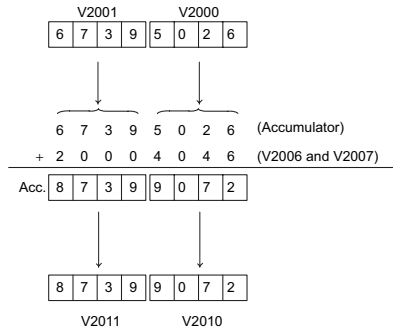 V2001 V2000
6 7 3 9 5 0 2 6
6 7 3 9 5 0 2 6 (Accumulator)
+ 2 0 0 0 4 0 4 6 (V2006 and V2007)
Acc. 8 7 3 9 9 0 7 2
8 7 3 9 9 0 7 2
V2011 V2010